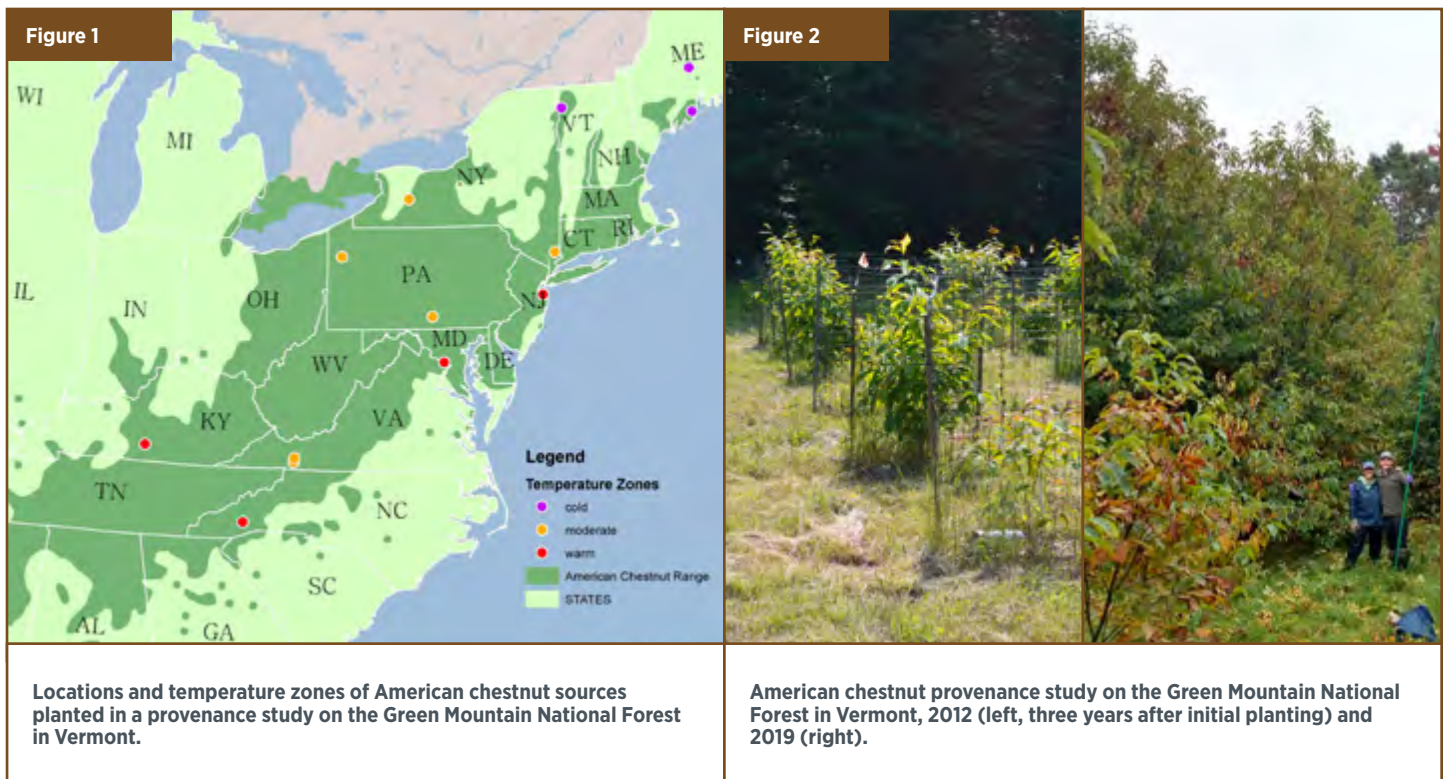 Figure 1
ME
WI
VT
MI
NH
NY
MA
CT
RI
PA
IL
IN
OH
NJ
MD
DE
WV
KY
VA
Legend
Temperature Zones
cold
moderate
warm
American Chestnut Range
STATES
TN
NC
SC
AL
GA
Locations and temperature zones of American chestnut sources
planted in a provenance study on the Green Mountain National Forest
in Vermont.
Figure 2
American chestnut provenance study on the Green Mountain National
Forest in Vermont, 2012 (left, three years after initial planting) and
2019 (right).